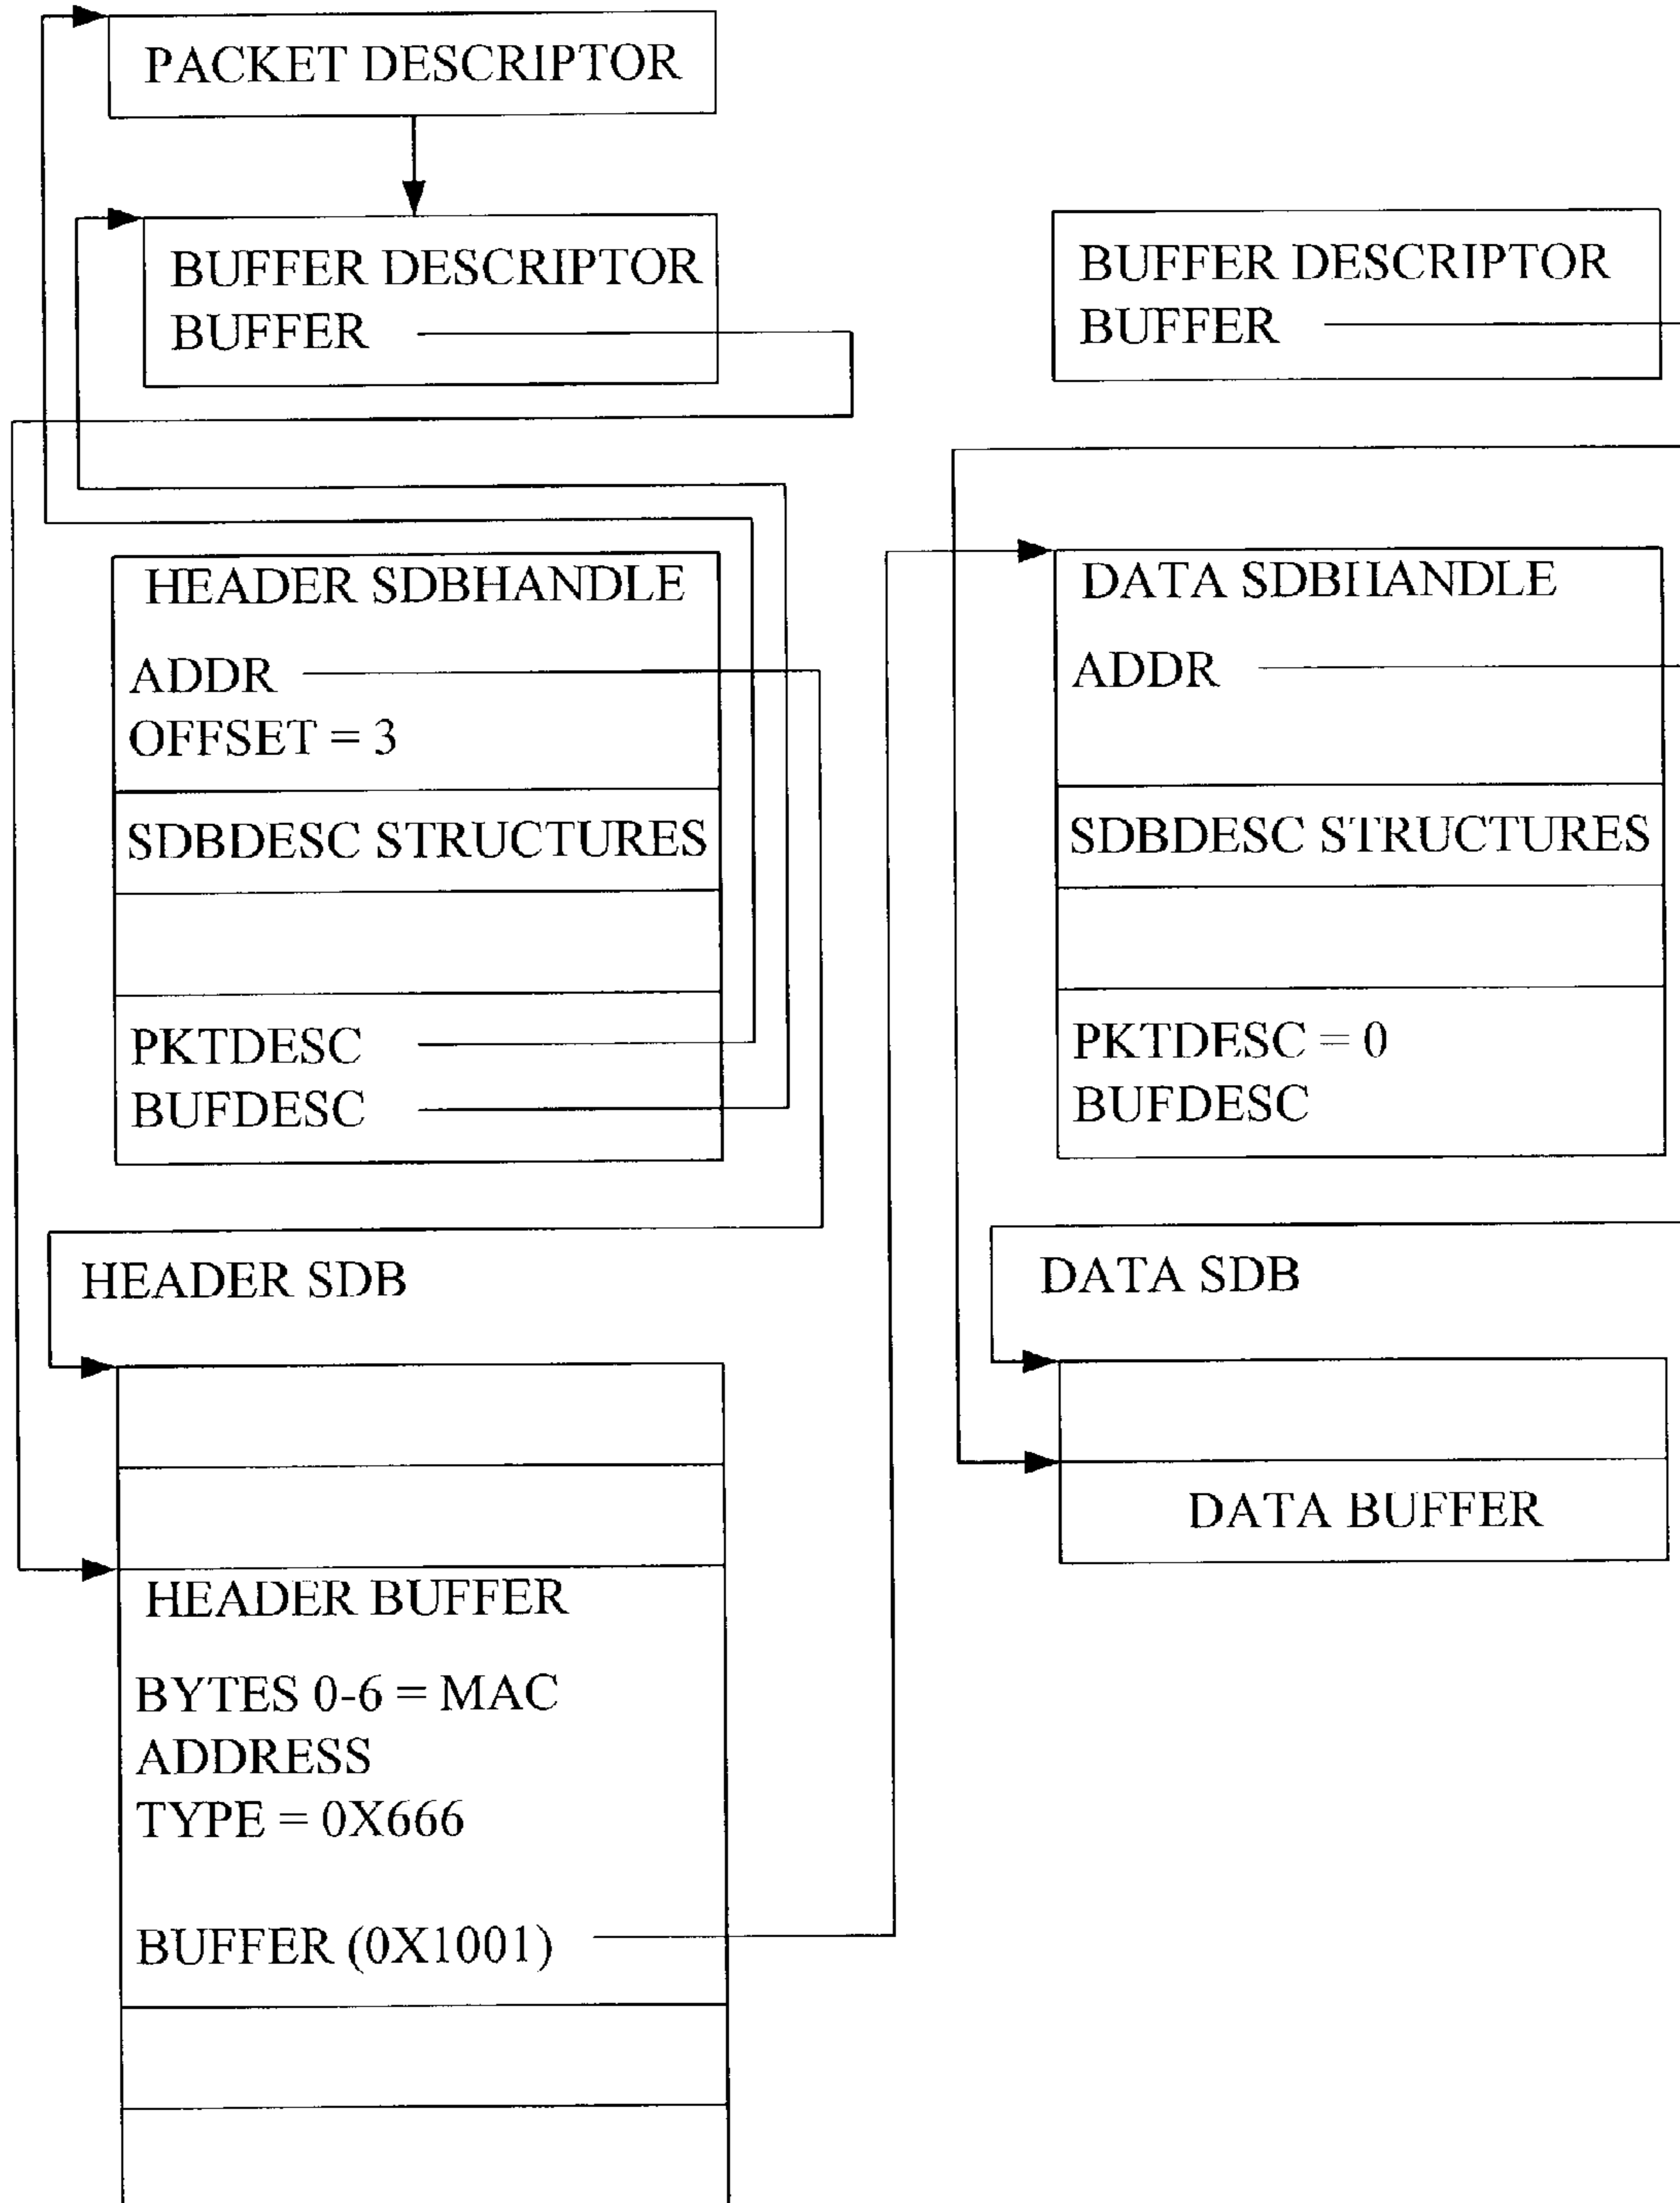 PACKET DESCRIPTOR
BUFFER DESCRIPTOR
BUFFER
HEADER SDBHANDLE
ADDR
OFFSET = 3
SDBDESC STRUCTURES
PKTDESC
BUFDESC
HEADER SDB
HEADER BUFFER
BYTES 0-6 = MAC
ADDRESS
TYPE = 0X666
BUFFER (0X1001)
BUFFER DESCRIPTOR
BUFFER
DATA SDBHANDLE
ADDR
SDBDESC STRUCTURES
PKTDESC = 0
BUFDESC
DATA SDB
DATA BUFFER